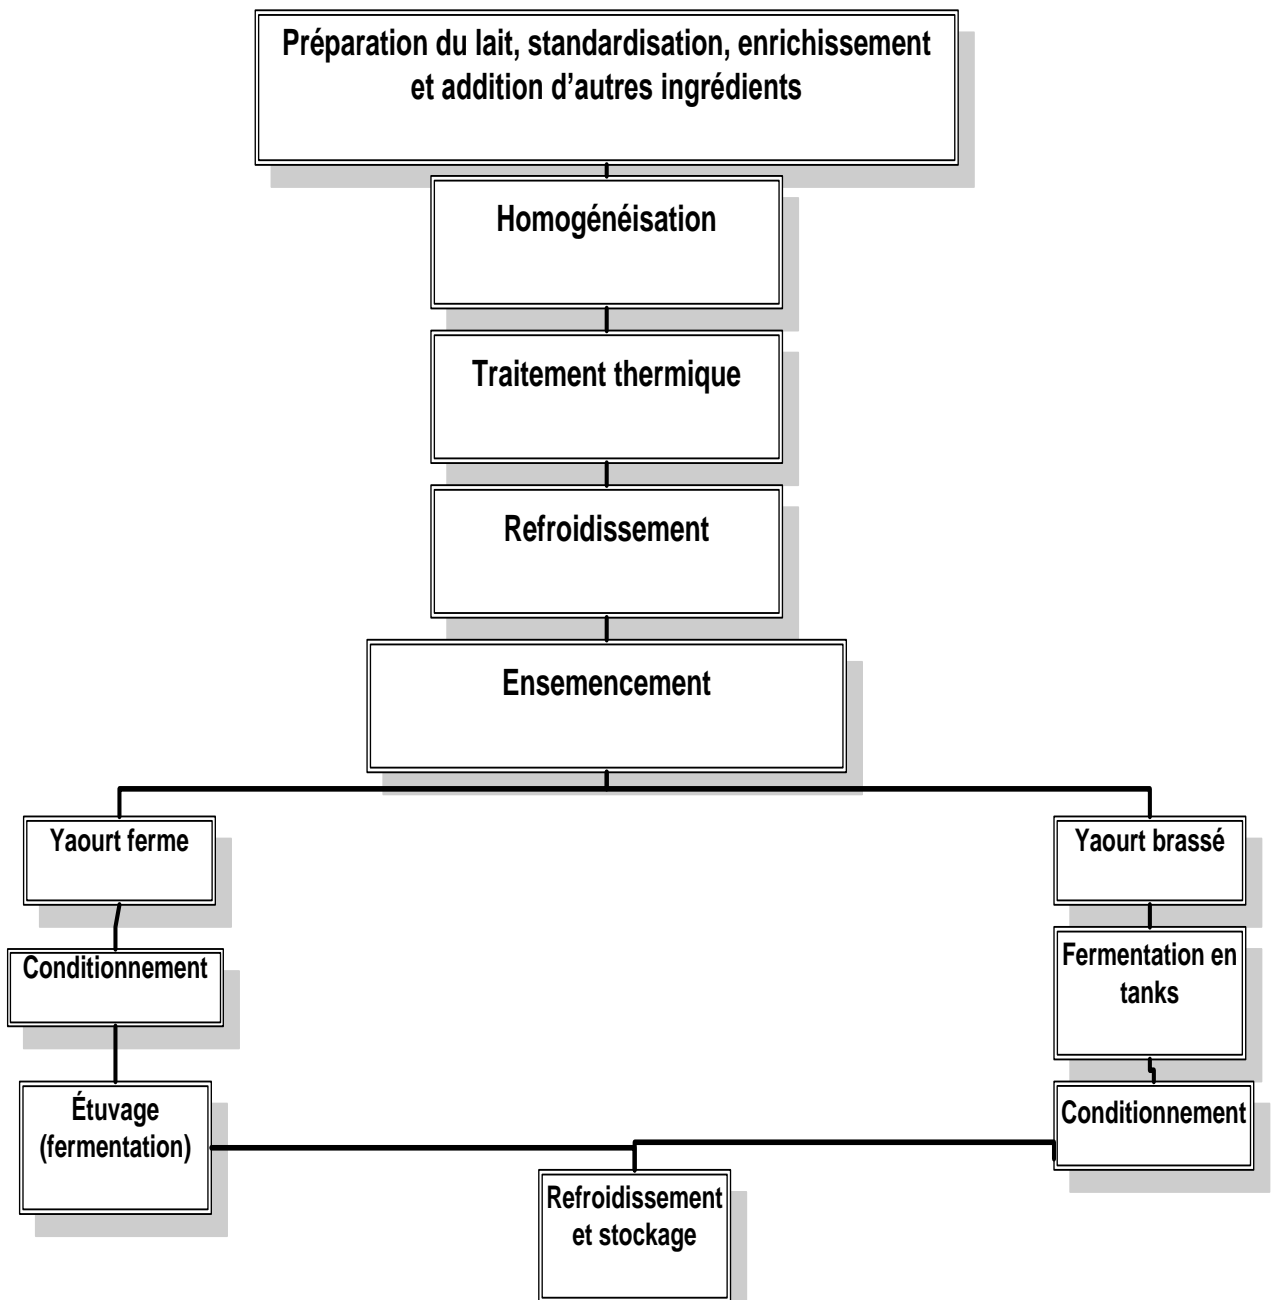 Préparation du lait, standardisation, enrichissement
et addition d’autres ingrédients
Homogénéisation
Traitement thermique
Refroidissement
Ensemencement
Yaourt ferme
Yaourt brassé
Conditionnement
Fermentation en
tanks
Étuvage
(fermentation)
Conditionnement
Refroidissement
et stockage